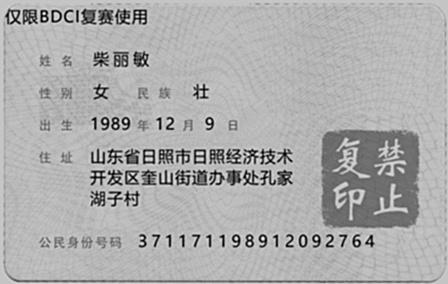 仅限BDCI复赛使用
姓名 柴丽敏
性别 女 民族 壮
出生 1989 年 12 月 9 日
住址 山东省日照市日照经济技术
开发区奎山街道办事处孔家
湖子村
禁止
复印
公民身份号码 371171198912092764